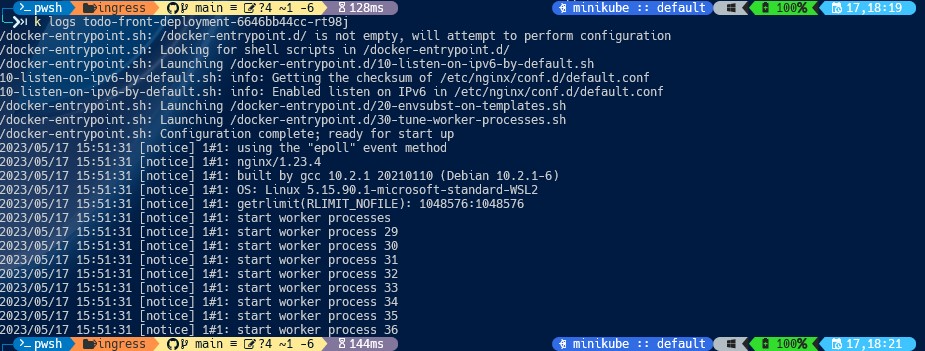 pwsh ingress main ≡ ?4 ~1 -6 128ms minikube :: default 100% 17,18:19
k logs todo-front-deployment-6646bb44cc-rt98j
/docker-entrypoint.sh: /docker-entrypoint.d/ is not empty, will attempt to perform configuration
/docker-entrypoint.sh: Looking for shell scripts in /docker-entrypoint.d/
/docker-entrypoint.sh: Launching /docker-entrypoint.d/10-listen-on-ipv6-by-default.sh
10-listen-on-ipv6-by-default.sh: info: Getting the checksum of /etc/nginx/conf.d/default.conf
10-listen-on-ipv6-by-default.sh: info: Enabled listen on IPv6 in /etc/nginx/conf.d/default.conf
/docker-entrypoint.sh: Launching /docker-entrypoint.d/20-envsubst-on-templates.sh
/docker-entrypoint.sh: Launching /docker-entrypoint.d/30-tune-worker-processes.sh
/docker-entrypoint.sh: Configuration complete; ready for start up
2023/05/17 15:51:31 [notice] 1#1: using the "epoll" event method
2023/05/17 15:51:31 [notice] 1#1: nginx/1.23.4
2023/05/17 15:51:31 [notice] 1#1: built by gcc 10.2.1 20210110 (Debian 10.2.1-6)
2023/05/17 15:51:31 [notice] 1#1: OS: Linux 5.15.90.1-microsoft-standard-WSL2
2023/05/17 15:51:31 [notice] 1#1: getrlimit(RLIMIT_NOFILE): 1048576:1048576
2023/05/17 15:51:31 [notice] 1#1: start worker processes
2023/05/17 15:51:31 [notice] 1#1: start worker process 29
2023/05/17 15:51:31 [notice] 1#1: start worker process 30
2023/05/17 15:51:31 [notice] 1#1: start worker process 31
2023/05/17 15:51:31 [notice] 1#1: start worker process 32
2023/05/17 15:51:31 [notice] 1#1: start worker process 33
2023/05/17 15:51:31 [notice] 1#1: start worker process 34
2023/05/17 15:51:31 [notice] 1#1: start worker process 35
2023/05/17 15:51:31 [notice] 1#1: start worker process 36
pwsh ingress main ≡ ?4 ~1 -6 144ms minikube :: default 100% 17,18:21